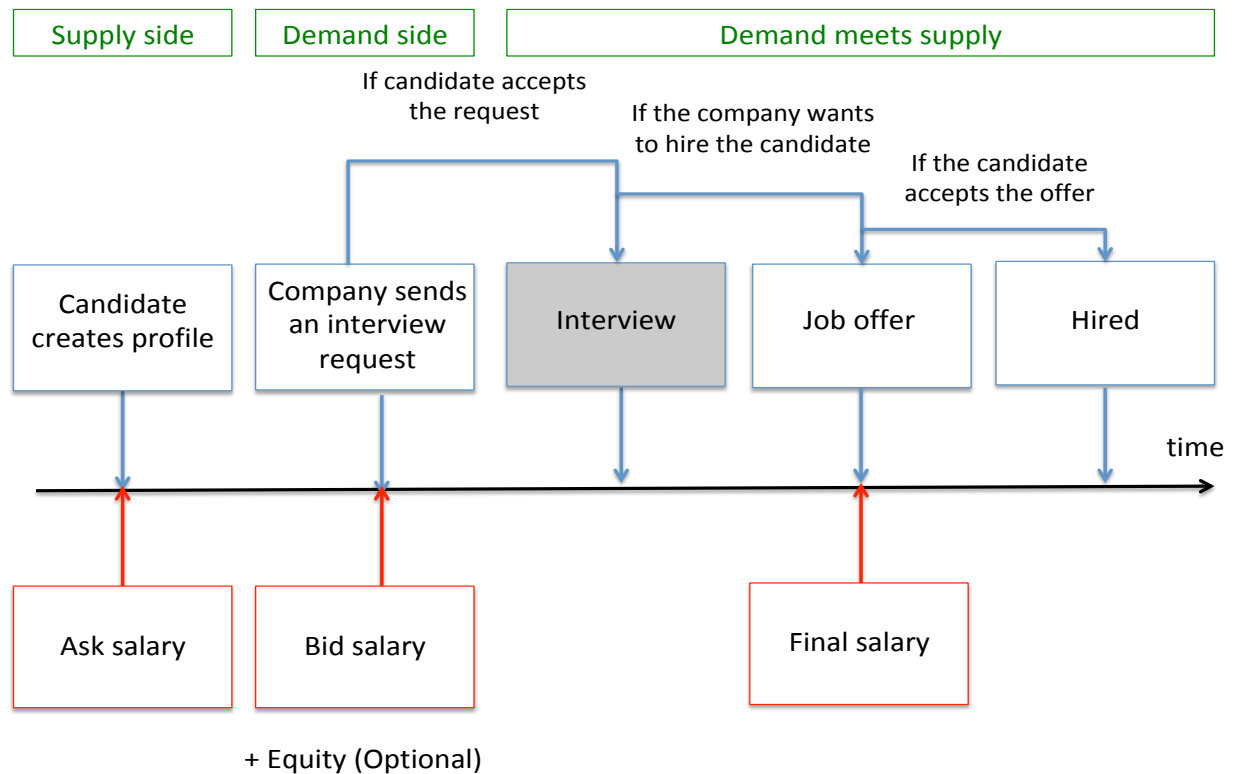 Supply side
Demand side
Demand meets supply
If candidate accepts
the request
If the company wants
to hire the candidate
If the candidate
accepts the offer
Candidate
creates profile
Company sends
an interview
request
Interview
Job offer
Hired
time
Ask salary
Bid salary
Final salary
+ Equity (Optional)